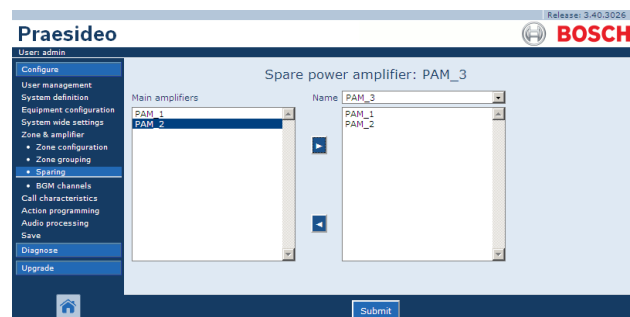 Release: 3.40.3026
Praesideo
BOSCH
User: admin
Configure
User management
System definition
Equipment configuration
System wide settings
Zone & amplifier
• Zone configuration
• Zone grouping
• Sparing
• BGM channels
Call characteristics
Action programming
Audio processing
Save
Diagnose
Upgrade
Spare power amplifier: PAM_3
Main amplifiers
Name PAM_3
PAM_1
PAM_2
PAM_1
PAM_2
Submit